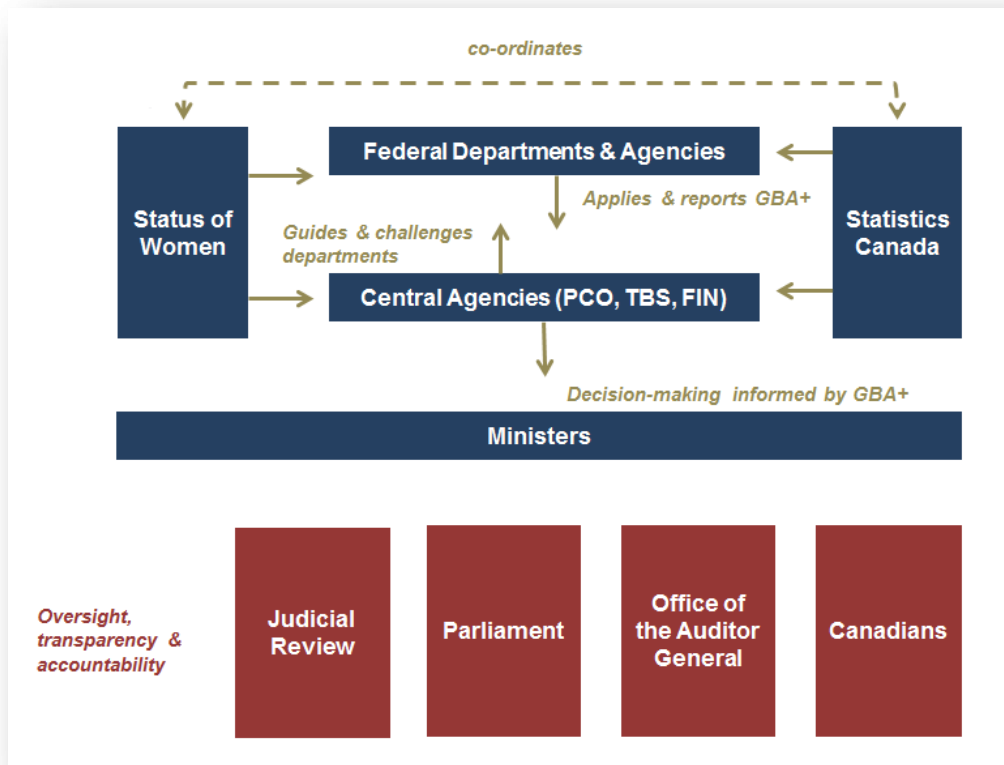 co-ordinates
Federal Departments & Agencies
Status of
Women
Applies & reports GBA+
Statistics
Canada
Guides & challenges
departments
Central Agencies (PCO, TBS, FIN)
Decision-making informed by GBA+
Ministers
Oversight,
transparency &
accountability
Judicial
Review
Parliament
Office of
the Auditor
General
Canadians